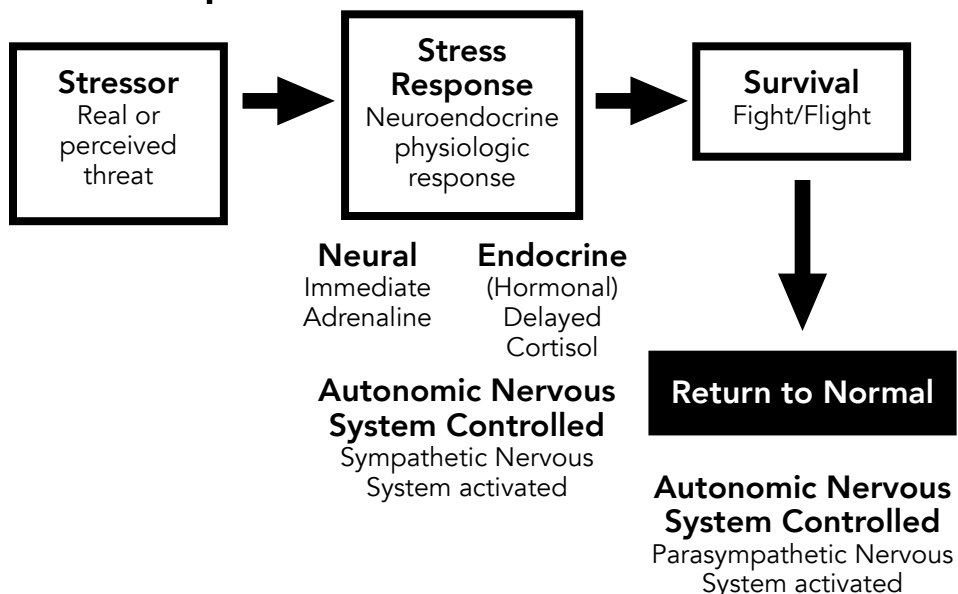 Stressor
Real or
perceived
threat
Stress
Response
Neuroendocrine
physiologic
response
Survival
Fight/Flight
Neural
Immediate
Adrenaline
Endocrine
(Hormonal)
Delayed
Cortisol
Autonomic Nervous
System Controlled
Sympathetic Nervous
System activated
Return to Normal
Autonomic Nervous
System Controlled
Parasympathetic Nervous
System activated